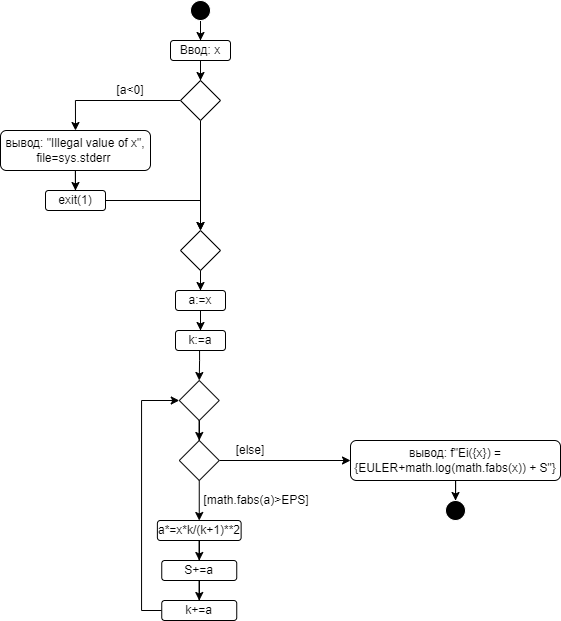 Ввод: x
[a<0]
вывод: "Illegal value of x",
file=sys.stderr
exit(1)
a:=x
k:=a
[else]
вывод: f"Ei({x}) =
{EULER+math.log(math.fabs(x)) + S"}
[math.fabs(a)>EPS]
a*=x*k/(k+1)**2
S+=a
k+=a